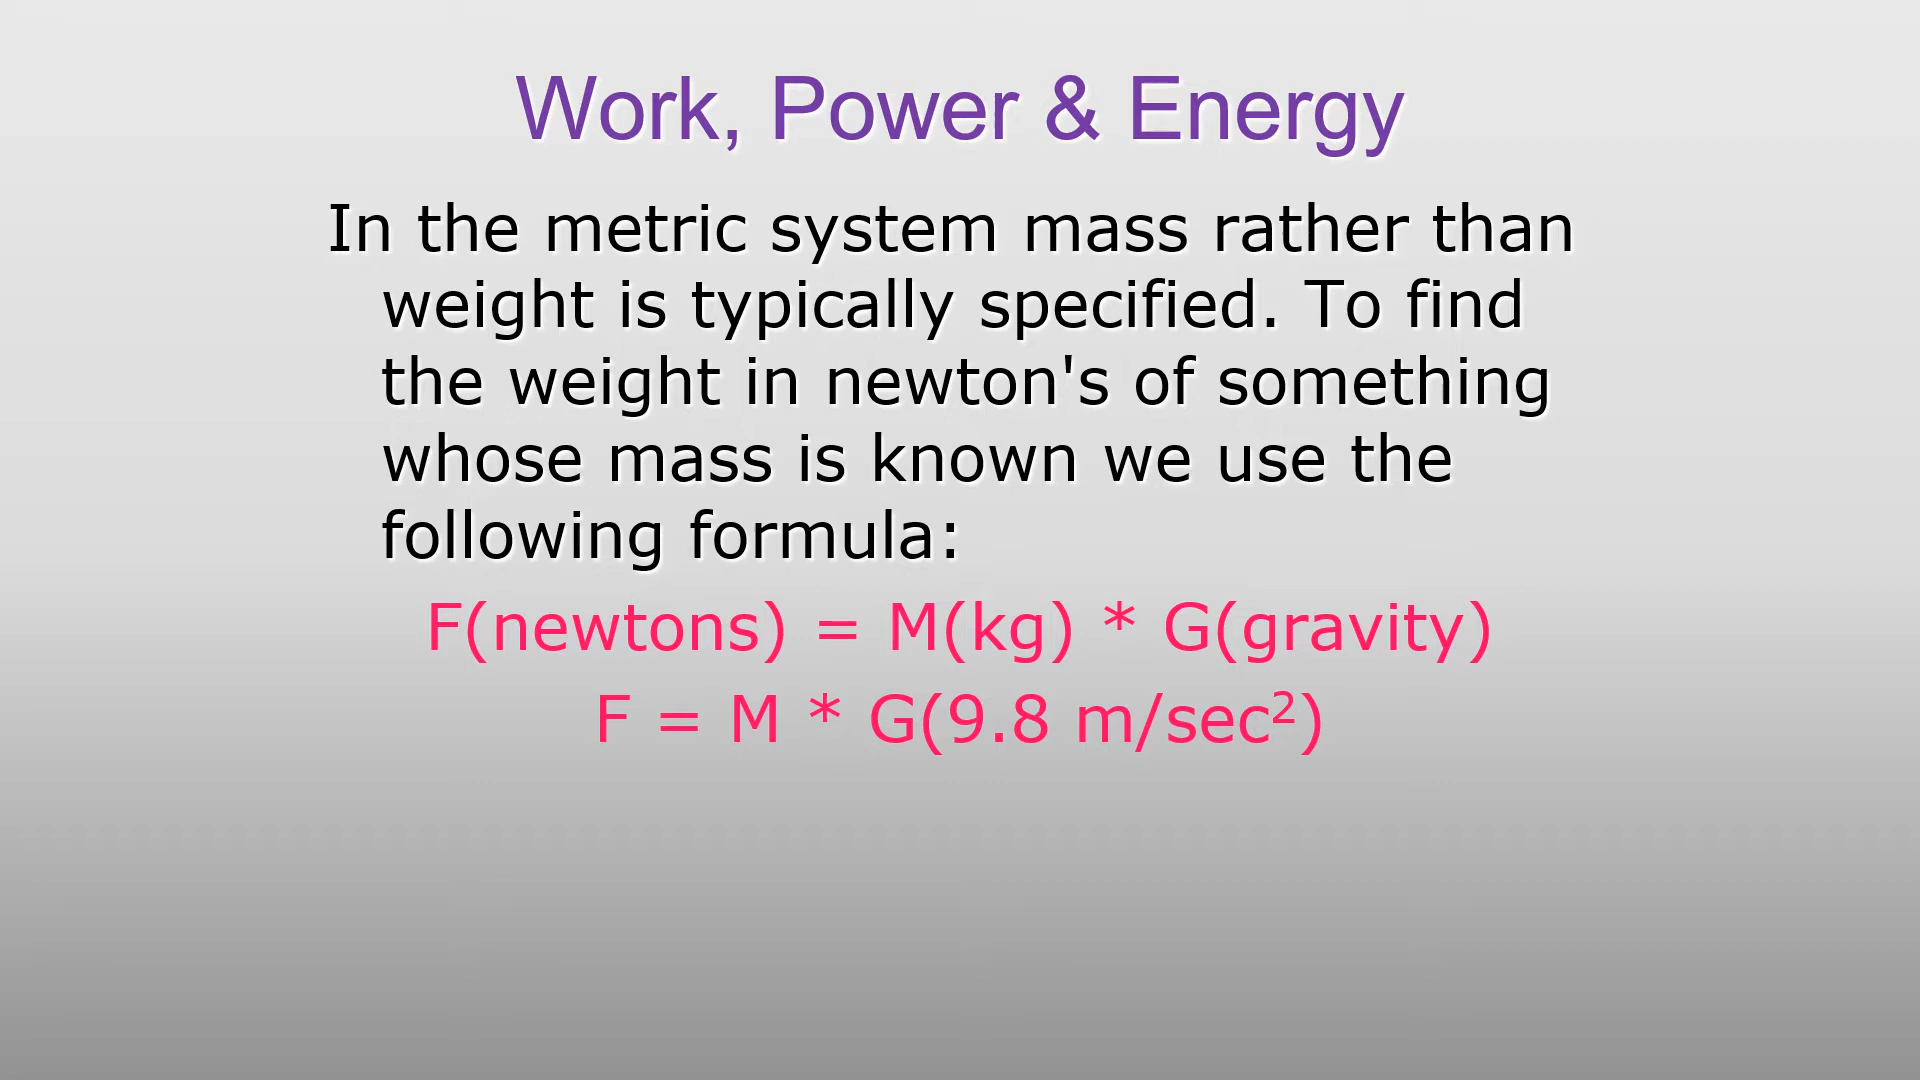 Work, Power & Energy
In the metric system mass rather than
weight is typically specified. To find
the weight in newton's of something
whose mass is known we use the
following formula:
F(newtons) = M(kg) * G(gravity)
F = M * G(9.8 m/sec²)